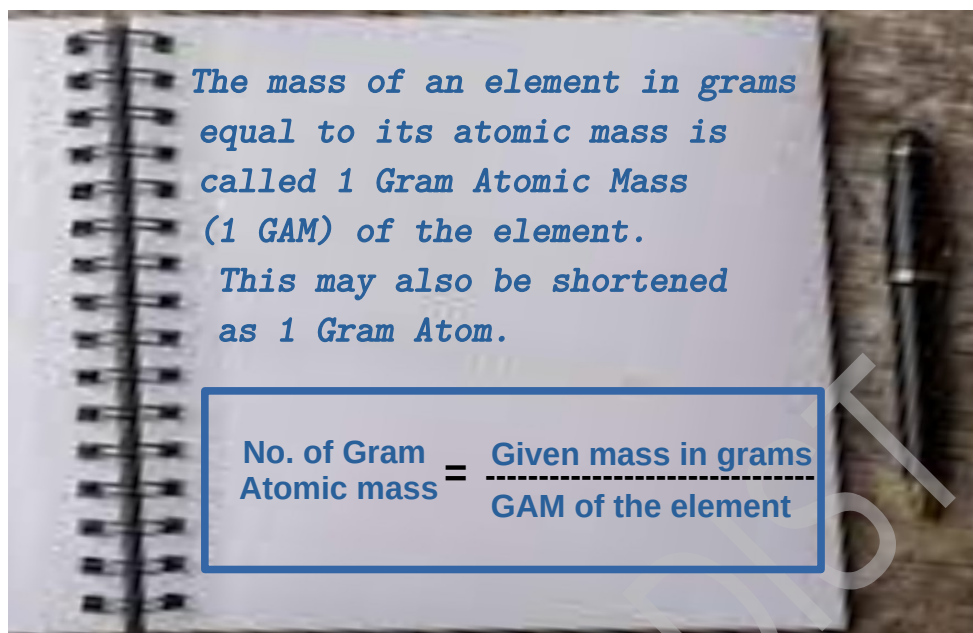 The mass of an element in grams
equal to its atomic mass is
called 1 Gram Atomic Mass
(1 GAM) of the element.
This may also be shortened
as 1 Gram Atom.
No. of Gram
Atomic mass
=
Given mass in grams
GAM of the element